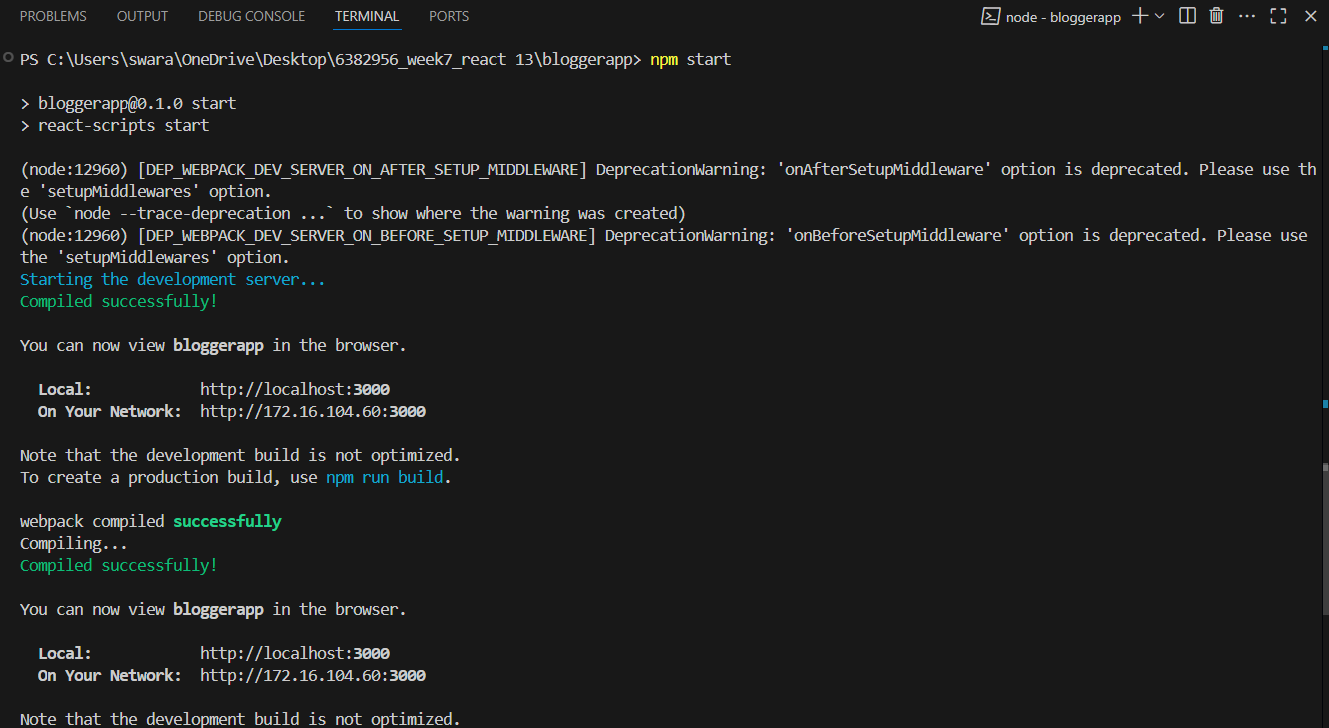 PROBLEMS OUTPUT DEBUG CONSOLE TERMINAL PORTS node - bloggerapp
PS C:\Users\swara\OneDrive\Desktop\6382956_week7_react 13\bloggerapp> npm start
> bloggerapp@0.1.0 start
> react-scripts start
(node:12960) [DEP_WEBPACK_DEV_SERVER_ON_AFTER_SETUP_MIDDLEWARE] DeprecationWarning: 'onAfterSetupMiddleware' option is deprecated. Please use th
e 'setupMiddlewares' option.
(Use `node --trace-deprecation ...` to show where the warning was created)
(node:12960) [DEP_WEBPACK_DEV_SERVER_ON_BEFORE_SETUP_MIDDLEWARE] DeprecationWarning: 'onBeforeSetupMiddleware' option is deprecated. Please use
the 'setupMiddlewares' option.
Starting the development server...
Compiled successfully!
You can now view bloggerapp in the browser.
Local: http://localhost:3000
On Your Network: http://172.16.104.60:3000
Note that the development build is not optimized.
To create a production build, use npm run build.
webpack compiled successfully
Compiling...
Compiled successfully!
You can now view bloggerapp in the browser.
Local: http://localhost:3000
On Your Network: http://172.16.104.60:3000
Note that the development build is not optimized.